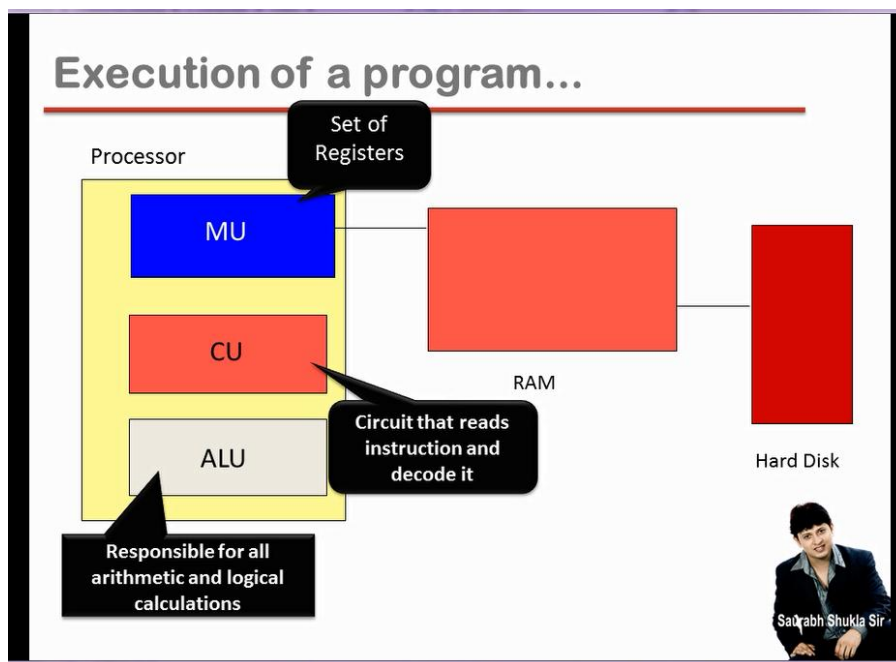 Execution of a program...
Set of
Registers
Processor
MU
CU
RAM
Circuit that reads
instruction and
decode it
ALU
Hard Disk
Responsible for all
arithmetic and logical
calculations
Saurabh Shukla Sir